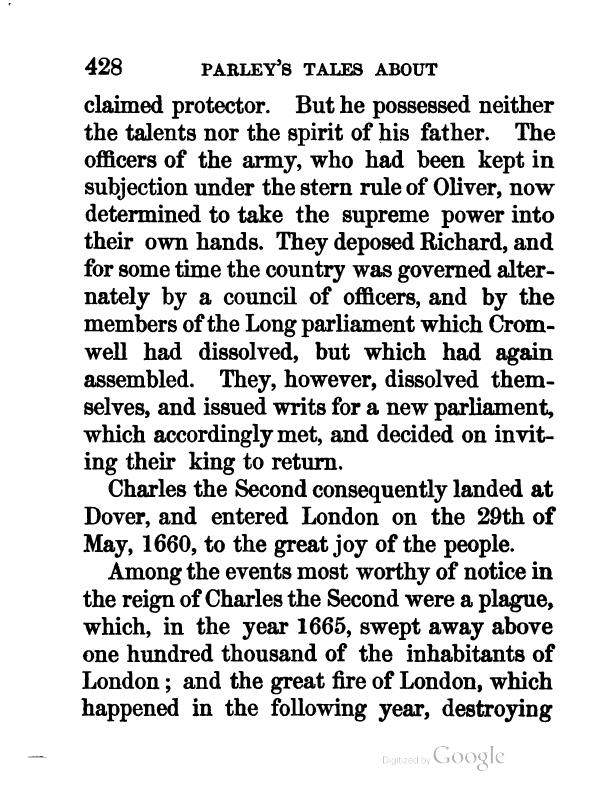 428 PARLEY'S TALES ABOUT
claimed protector. But he possessed neither
the talents nor the spirit of his father. The
officers of the army, who had been kept in
subjection under the stern rule of Oliver, now
determined to take the supreme power into
their own hands. They deposed Richard, and
for some time the country was governed alter-
nately by a council of officers, and by the
members of the Long parliament which Crom-
well had dissolved, but which had again
assembled. They, however, dissolved them-
selves, and issued writs for a new parliament,
which accordingly met, and decided on invit-
ing their king to return.
Charles the Second consequently landed at
Dover, and entered London on the 29th of
May, 1660, to the great joy of the people.
Among the events most worthy of notice in
the reign of Charles the Second were a plague,
which, in the year 1665, swept away above
one hundred thousand of the inhabitants of
London; and the great fire of London, which
happened in the following year, destroying
Digitized by Google